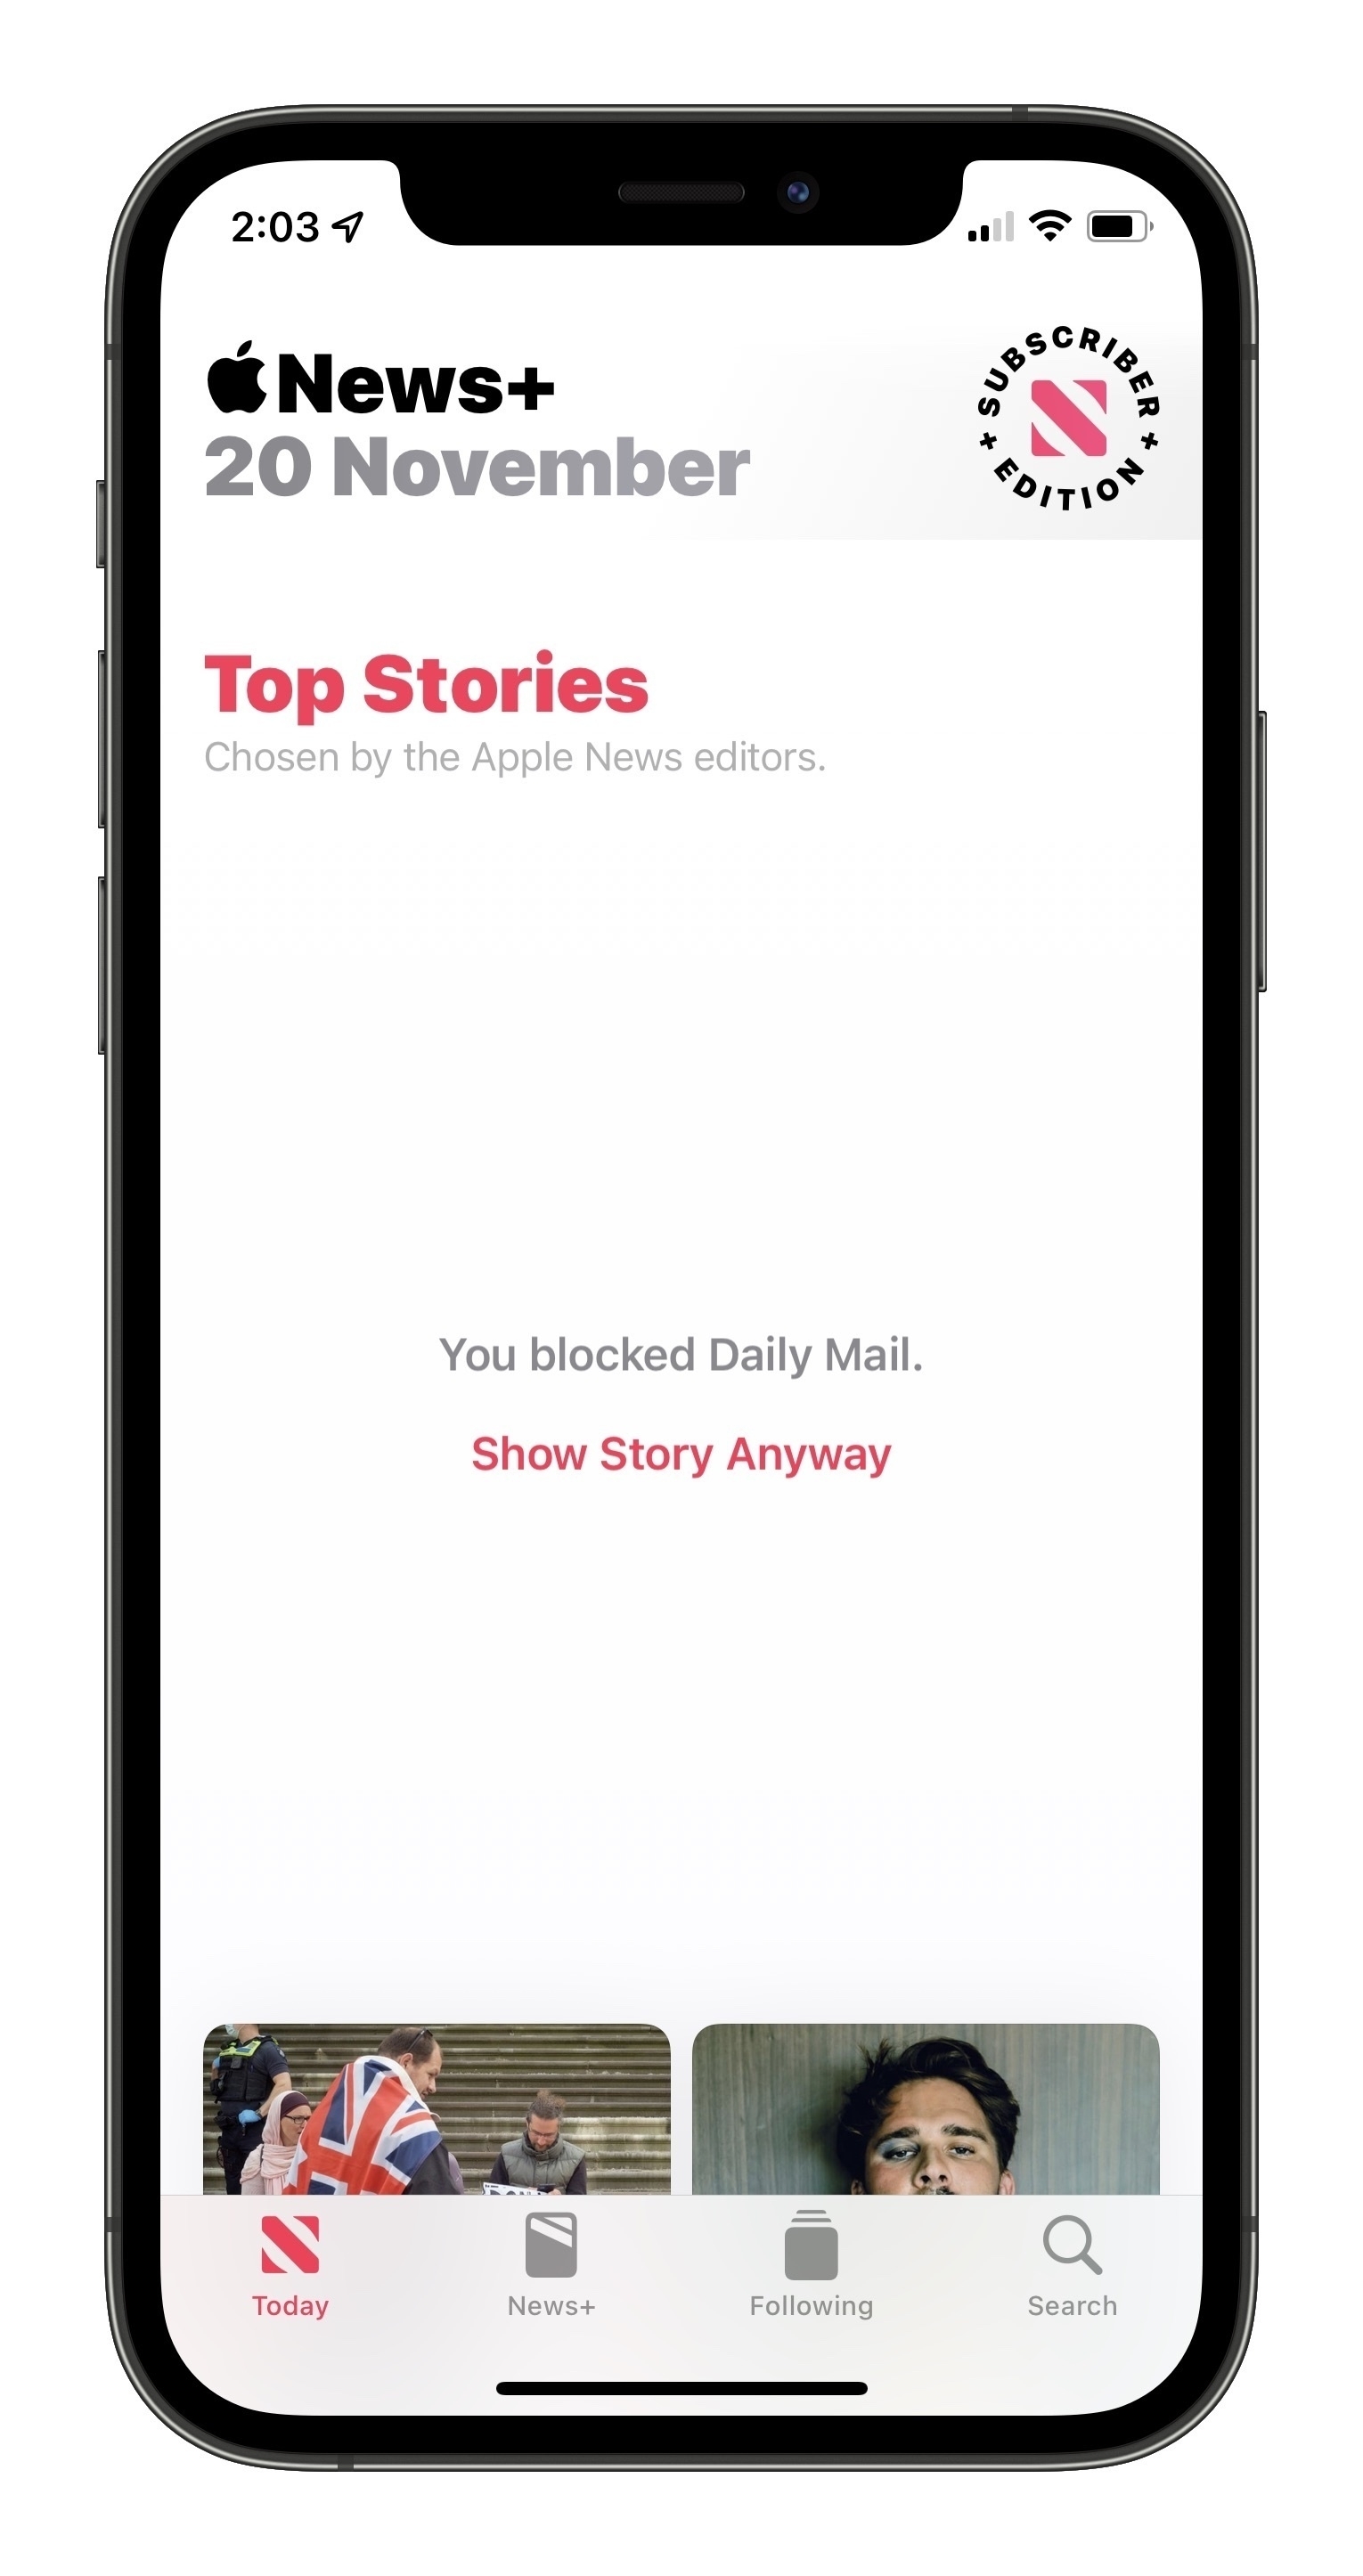 2:03
News+
20 November
SUBSCRIBER + EDITION +
Top Stories
Chosen by the Apple News editors.
You blocked Daily Mail.
Show Story Anyway
Today
News+
Following
Search